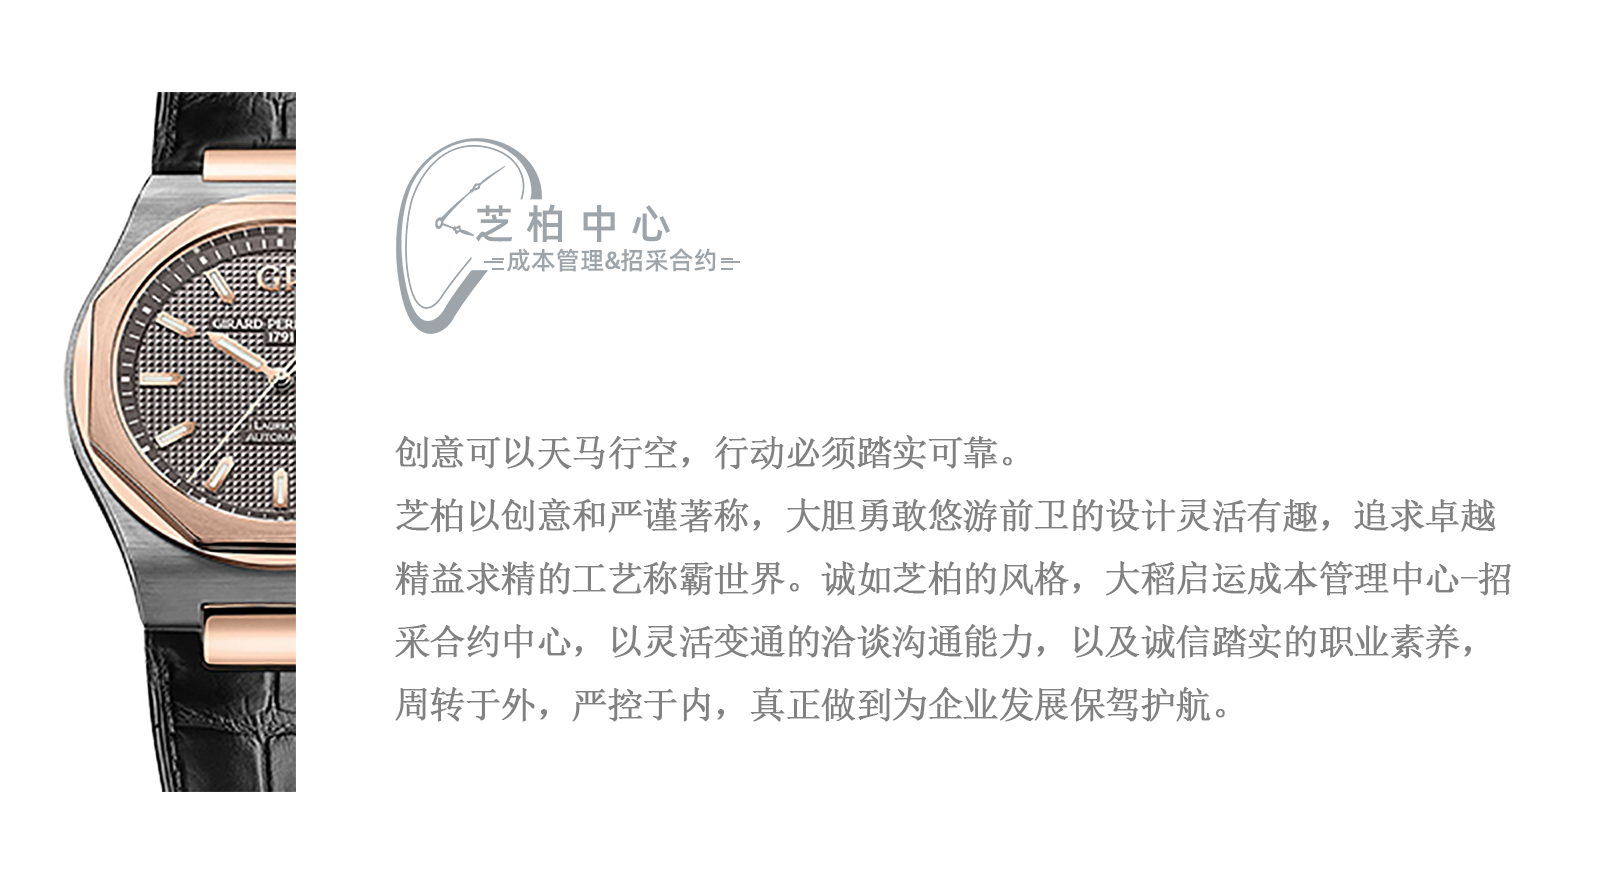 GIRARD PER
1791
芝柏中心
成本管理&招采合约
创意可以天马行空，行动必须踏实可靠。
芝柏以创意和严谨著称，大胆勇敢悠游前卫的设计灵活有趣，追求卓越
精益求精的工艺称霸世界。诚如芝柏的风格，大稻启运成本管理中心-招
采合约中心，以灵活变通的洽谈沟通能力，以及诚信踏实的职业素养，
周转于外，严控于内，真正做到为企业发展保驾护航。